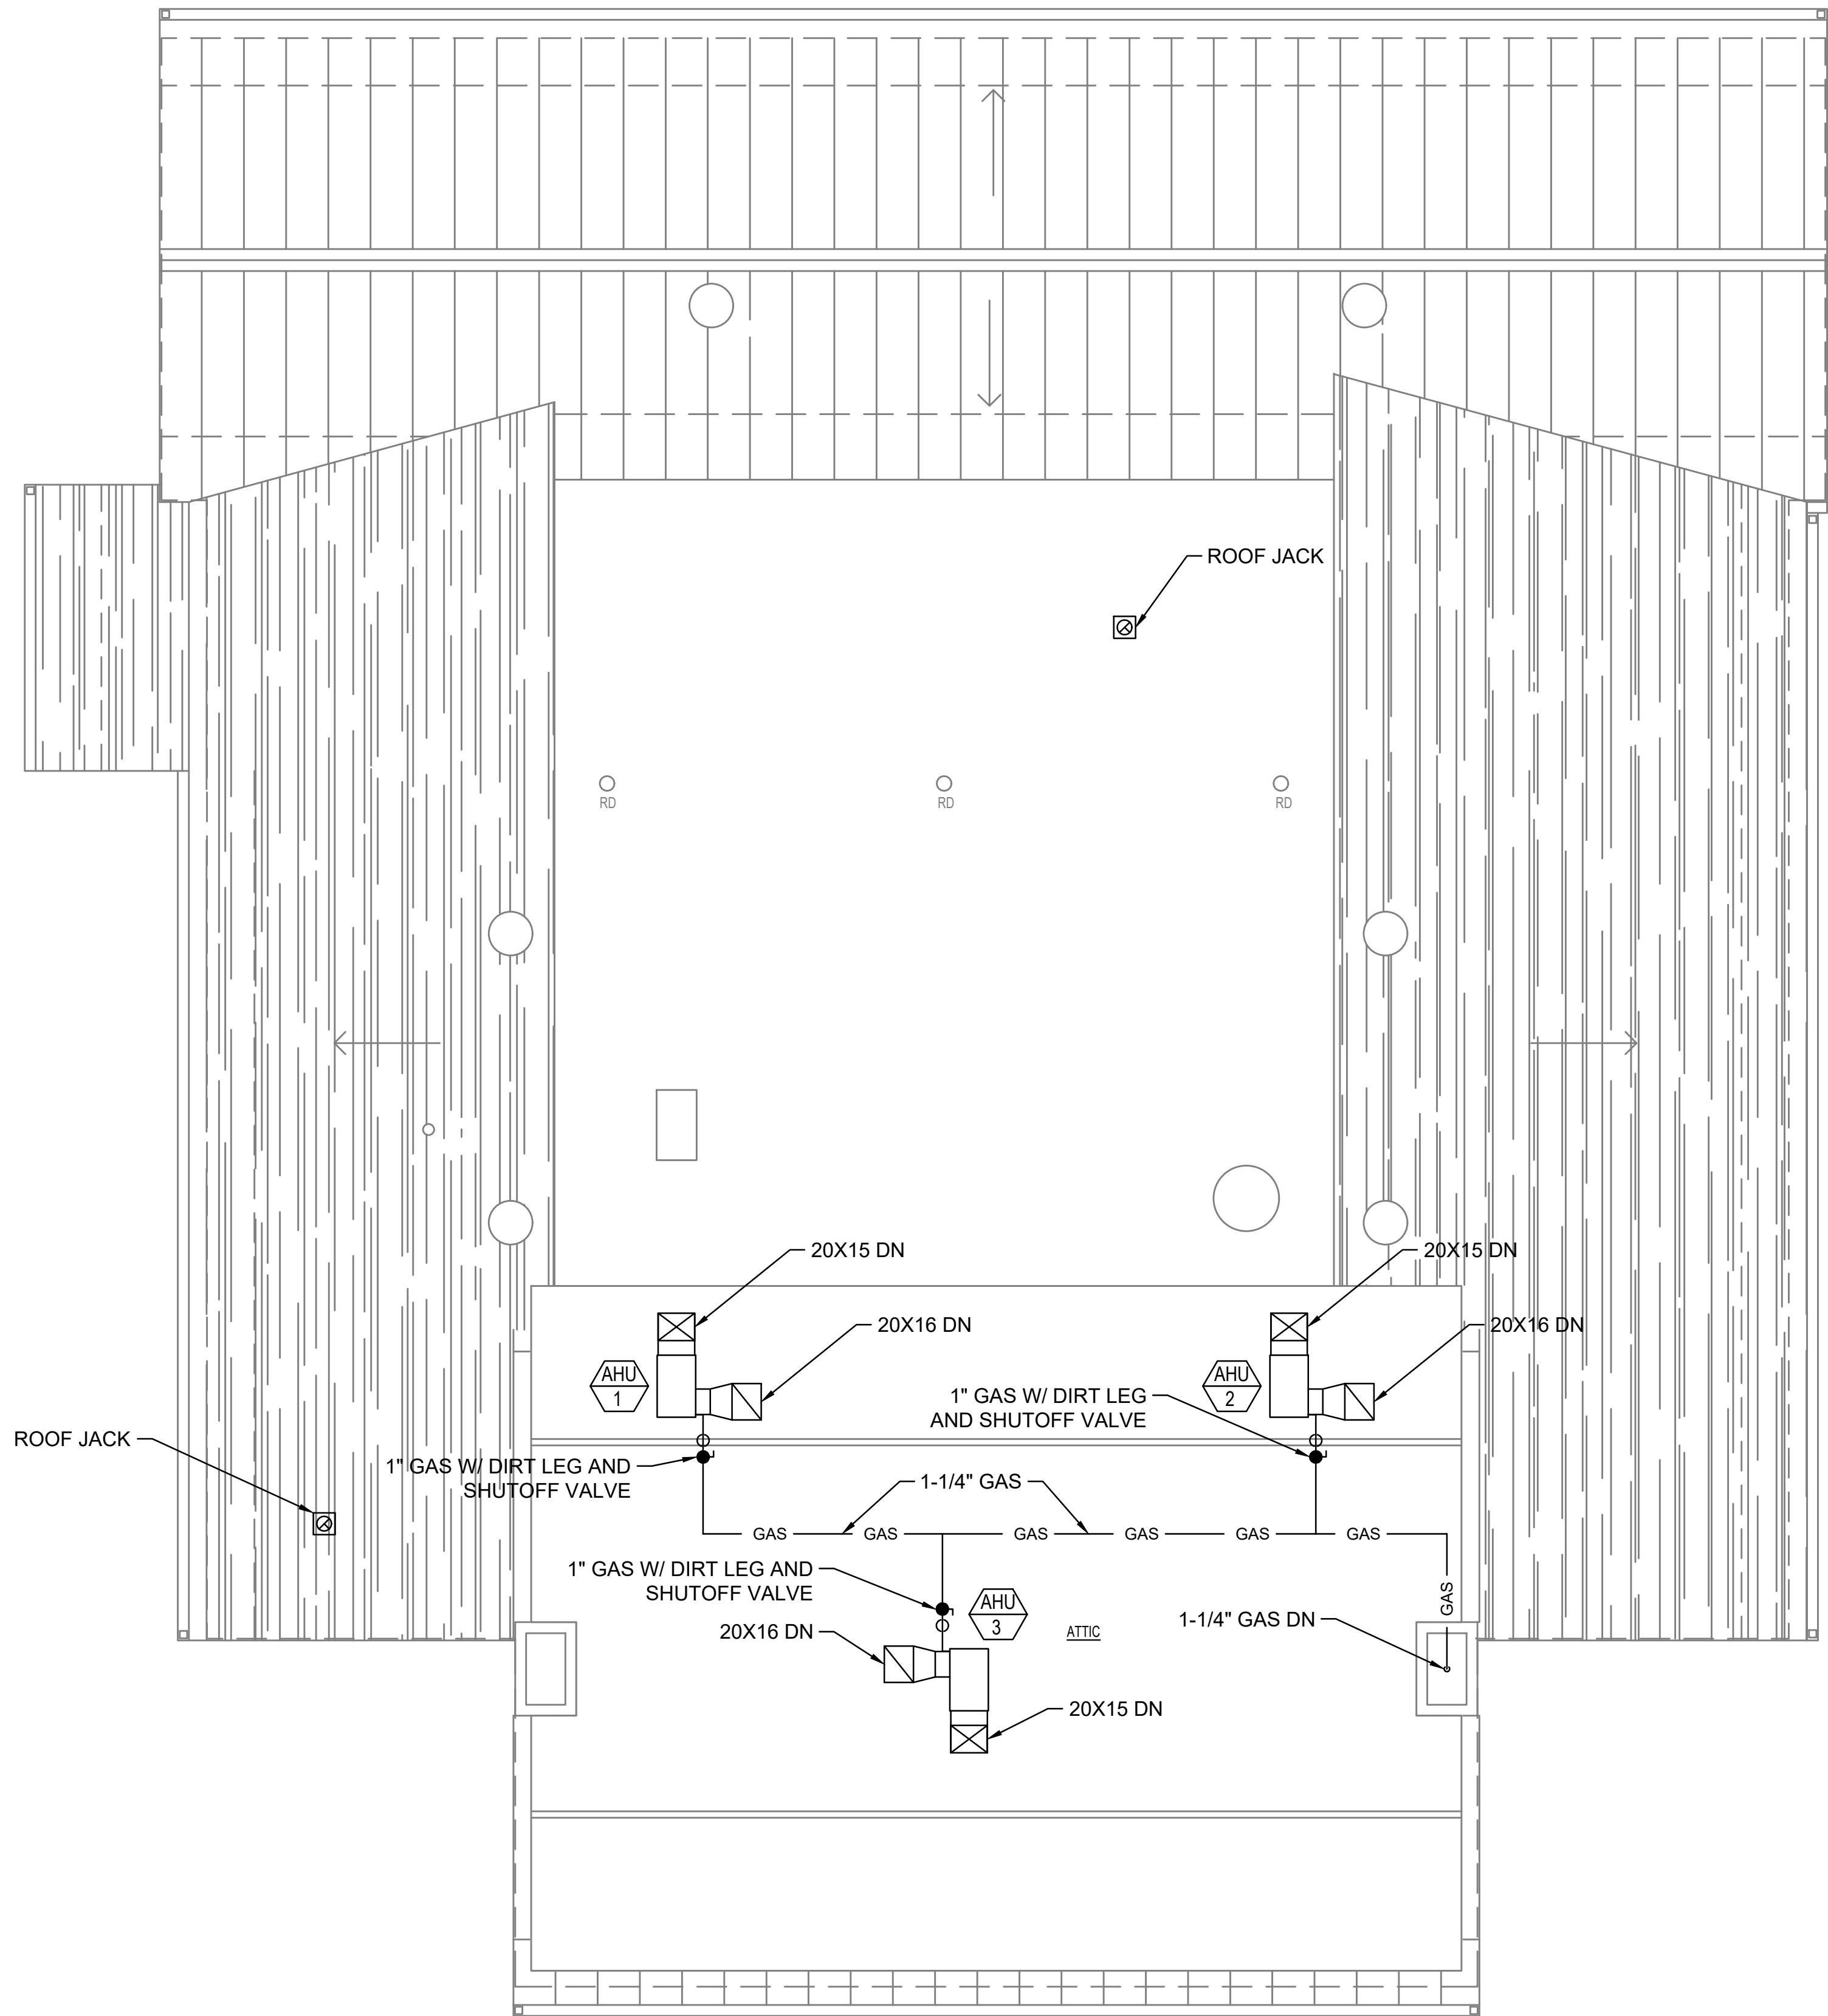 ROOF JACK
RD
RD
RD
20X15 DN
20X15 DN
20X16 DN
20X16 DN
AHU
1
AHU
2
1" GAS W/ DIRT LEG
AND SHUTOFF VALVE
ROOF JACK
1" GAS W/ DIRT LEG AND
SHUTOFF VALVE
1-1/4" GAS
GAS
GAS
GAS
GAS
GAS
GAS
GAS
1" GAS W/ DIRT LEG AND
SHUTOFF VALVE
AHU
3
1-1/4" GAS DN
20X16 DN
ATTIC
20X15 DN